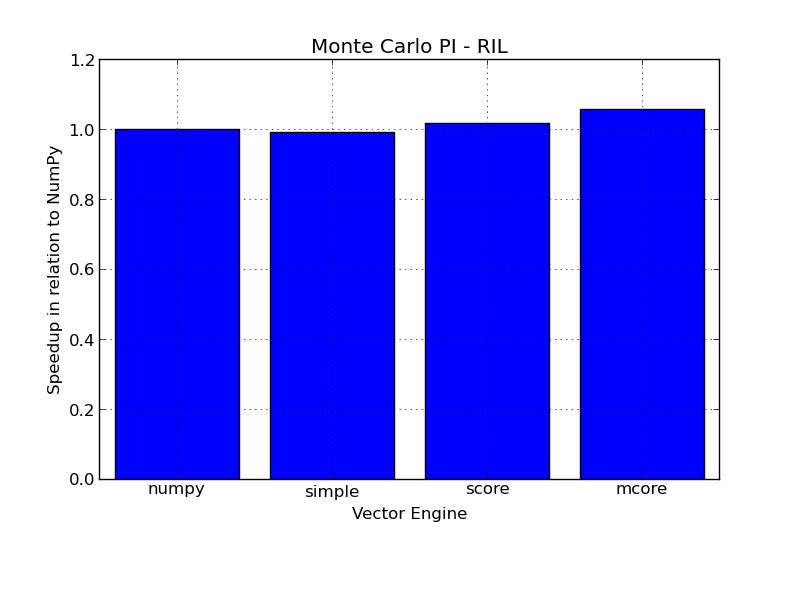 Monte Carlo PI - RIL
1.2
1.0
0.8
0.6
0.4
0.2
0.0
Speedup in relation to NumPy
numpy simple score mcore
Vector Engine